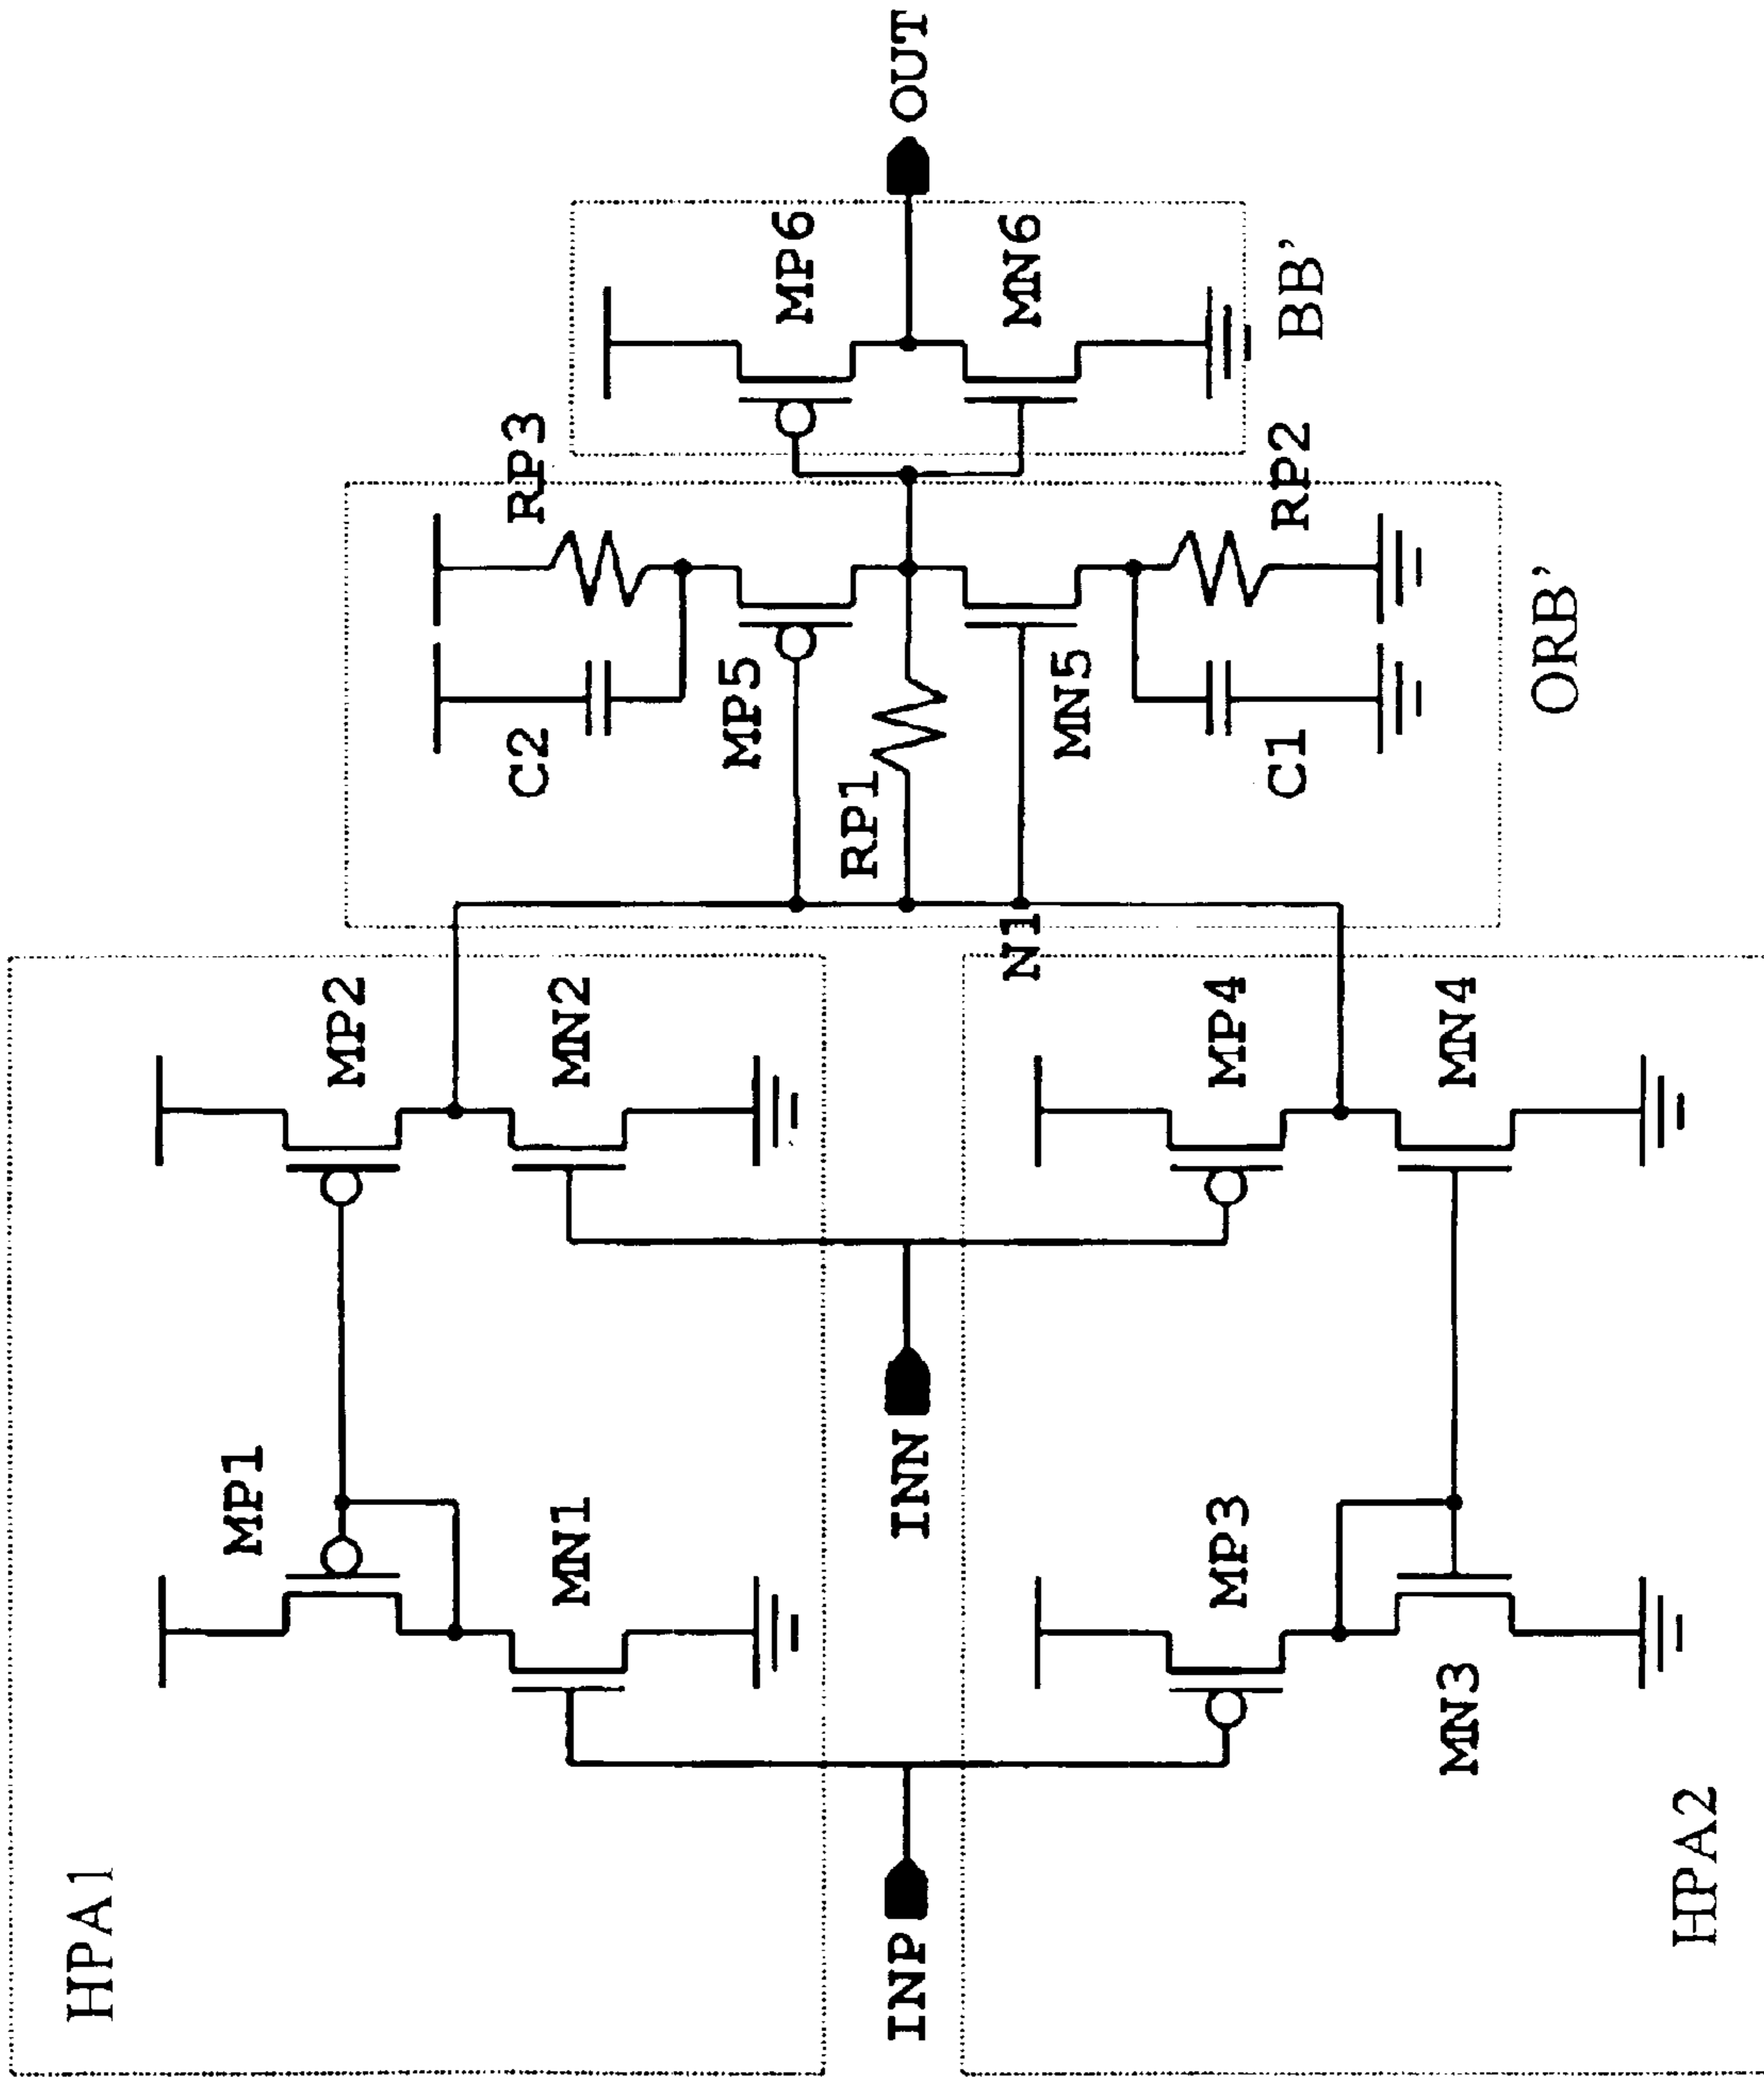 HPA1
MP1
MP2
MN1
MN2
INP
INN
HPA2
MP3
MP4
MN3
MN4
N1
ORB'
C2
RP3
MP5
RP1
MN5
C1
RP2
BB'
MP6
MN6
OUT